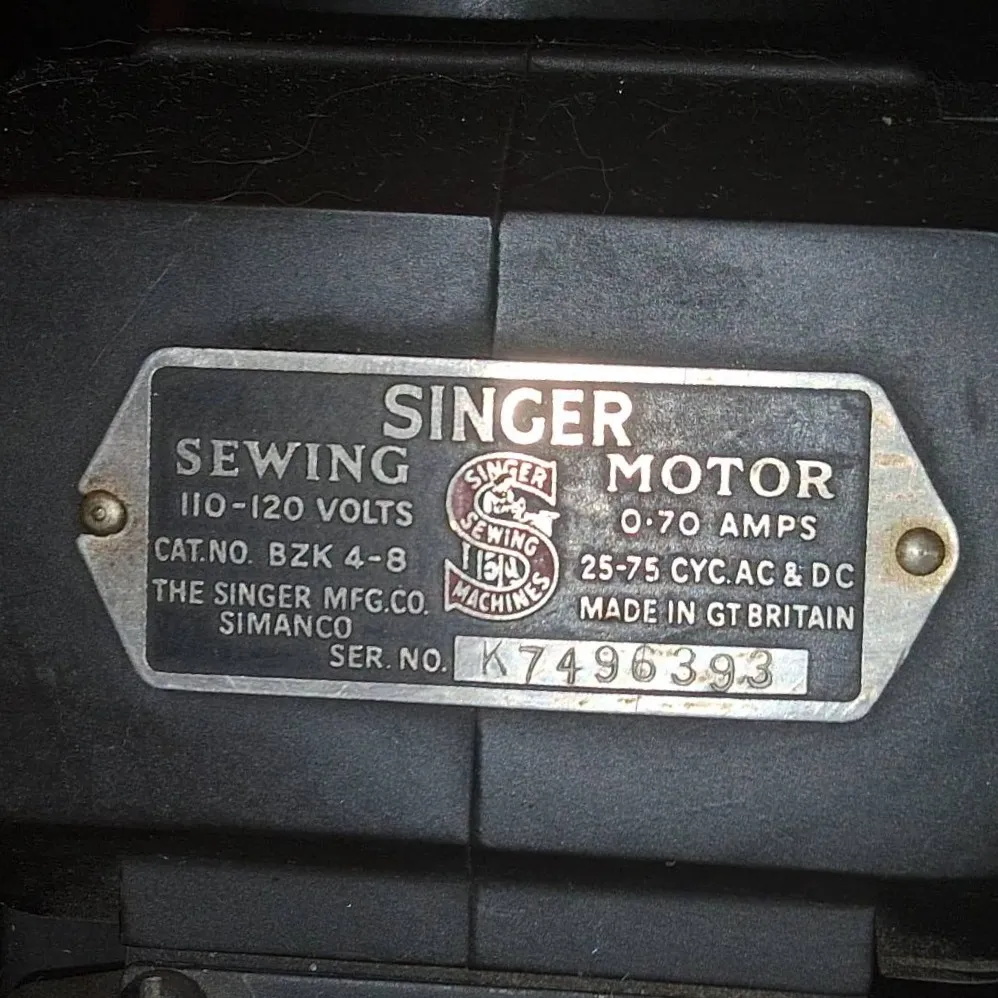 SINGER
SEWING MOTOR
110-120 VOLTS 0·70 AMPS
CAT.NO. BZK 4-8 25-75 CYC. AC & DC
THE SINGER MFG.CO. MADE IN GT BRITAIN
SIMANCO
SER. NO. K7496393
SINGER
SEWING
MACHINES